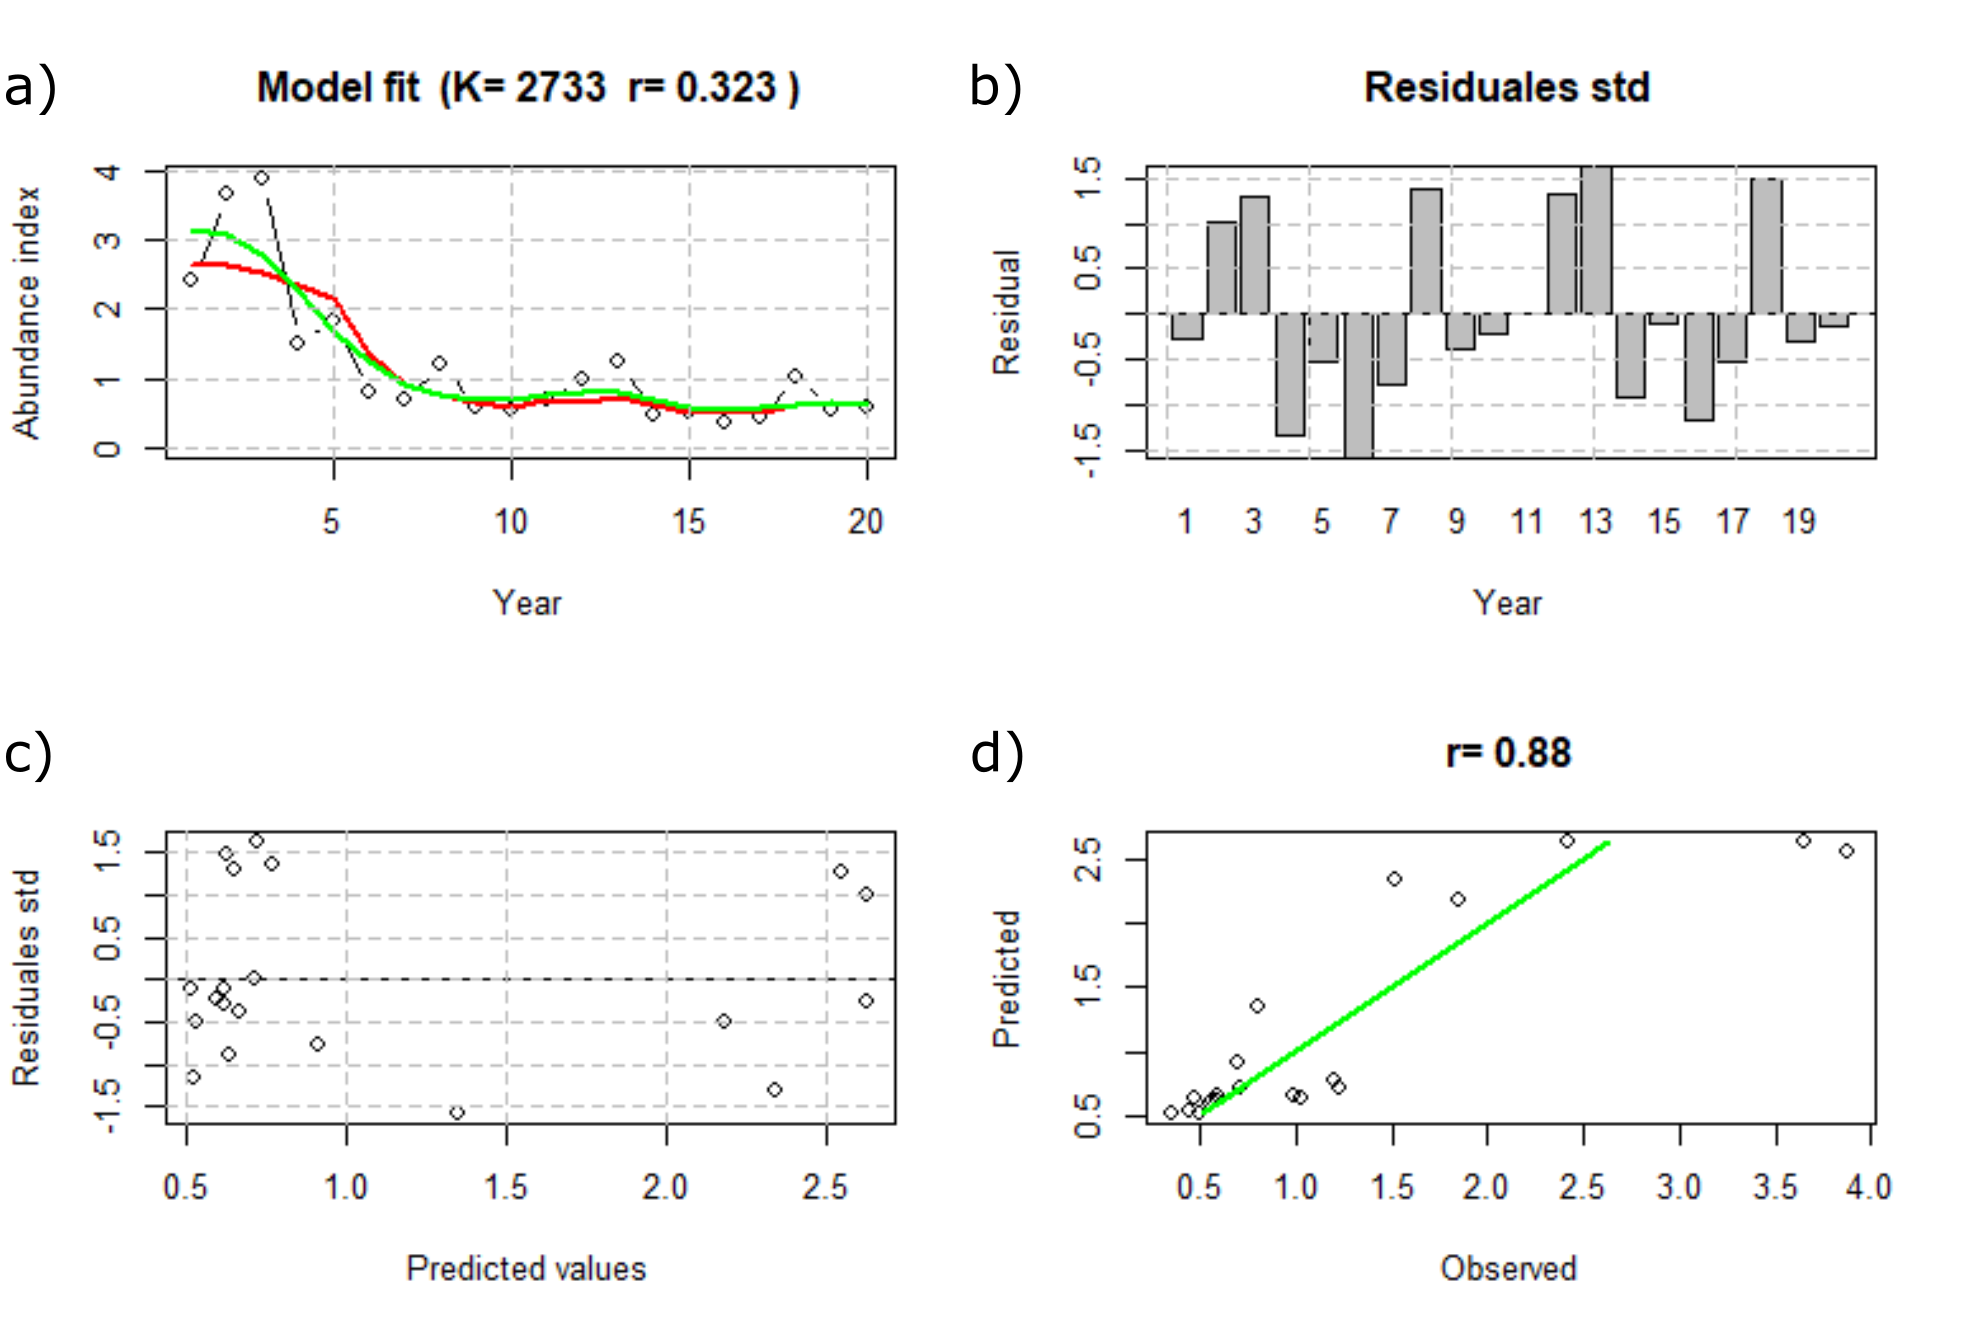 a)
Model fit (K= 2733 r= 0.323 )
Abundance index
4
3
2
1
0
5 10 15 20
Year
b)
Residuales std
Residual
1.5
0.5
-0.5
-1.5
1 3 5 7 9 11 13 15 17 19
Year
c)
Residuales std
1.5
0.5
-0.5
-1.5
0.5 1.0 1.5 2.0 2.5
Predicted values
d)
r= 0.88
Predicted
2.5
1.5
0.5
0.5 1.0 1.5 2.0 2.5 3.0 3.5 4.0
Observed